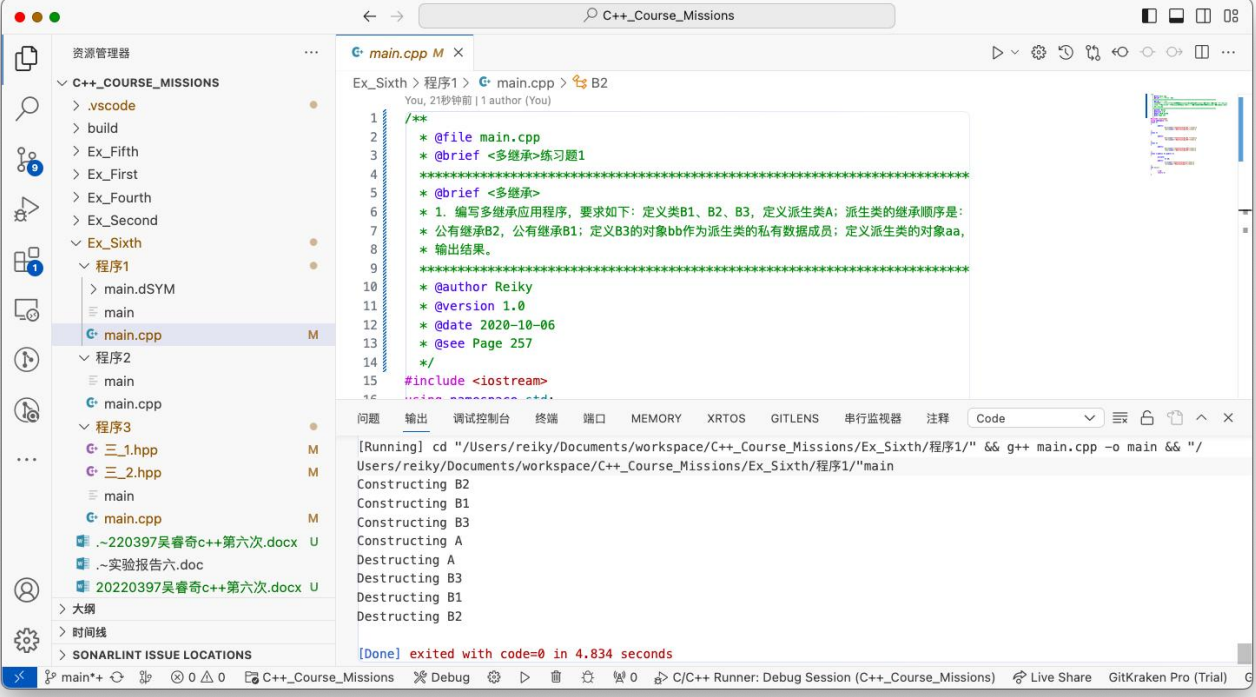 C++_Course_Missions
资源管理器
C++_COURSE_MISSIONS
.vscode
build
Ex_Fifth
Ex_First
Ex_Fourth
Ex_Second
Ex_Sixth
程序1
main.dSYM
main
main.cpp M
程序2
main
main.cpp
程序3
三_1.hpp M
三_2.hpp M
main
main.cpp M
.~220397吴睿奇c++第六次.docx U
.~实验报告六.doc
20220397吴睿奇c++第六次.docx U
大纲
时间线
SONARLINT ISSUE LOCATIONS
9
1
main.cpp M
Ex_Sixth > 程序1 > main.cpp > B2
You, 21秒钟前 | 1 author (You)
1 /**
2 * @file main.cpp
3 * @brief <多继承>练习题1
4 **********************************************************************
5 * @brief <多继承>
6 * 1. 编写多继承应用程序，要求如下：定义类B1、B2、B3，定义派生类A；派生类的继承顺序是：
7 * 公有继承B2，公有继承B1；定义B3的对象bb作为派生类的私有数据成员；定义派生类的对象aa，
8 * 输出结果。
9 **********************************************************************
10 * @author Reiky
11 * @version 1.0
12 * @date 2020-10-06
13 * @see Page 257
14 */
15 #include <iostream>
16 using namespace std;
问题 输出 调试控制台 终端 端口 MEMORY XRTOS GITLENS 串行监视器 注释 Code
[Running] cd "/Users/reiky/Documents/workspace/C++_Course_Missions/Ex_Sixth/程序1/" && g++ main.cpp -o main && "/
Users/reiky/Documents/workspace/C++_Course_Missions/Ex_Sixth/程序1/"main
Constructing B2
Constructing B1
Constructing B3
Constructing A
Destructing A
Destructing B3
Destructing B1
Destructing B2
[Done] exited with code=0 in 4.834 seconds
main*+ 0 0 C++_Course_Missions Debug 0 C/C++ Runner: Debug Session (C++_Course_Missions) Live Share GitKraken Pro (Trial)